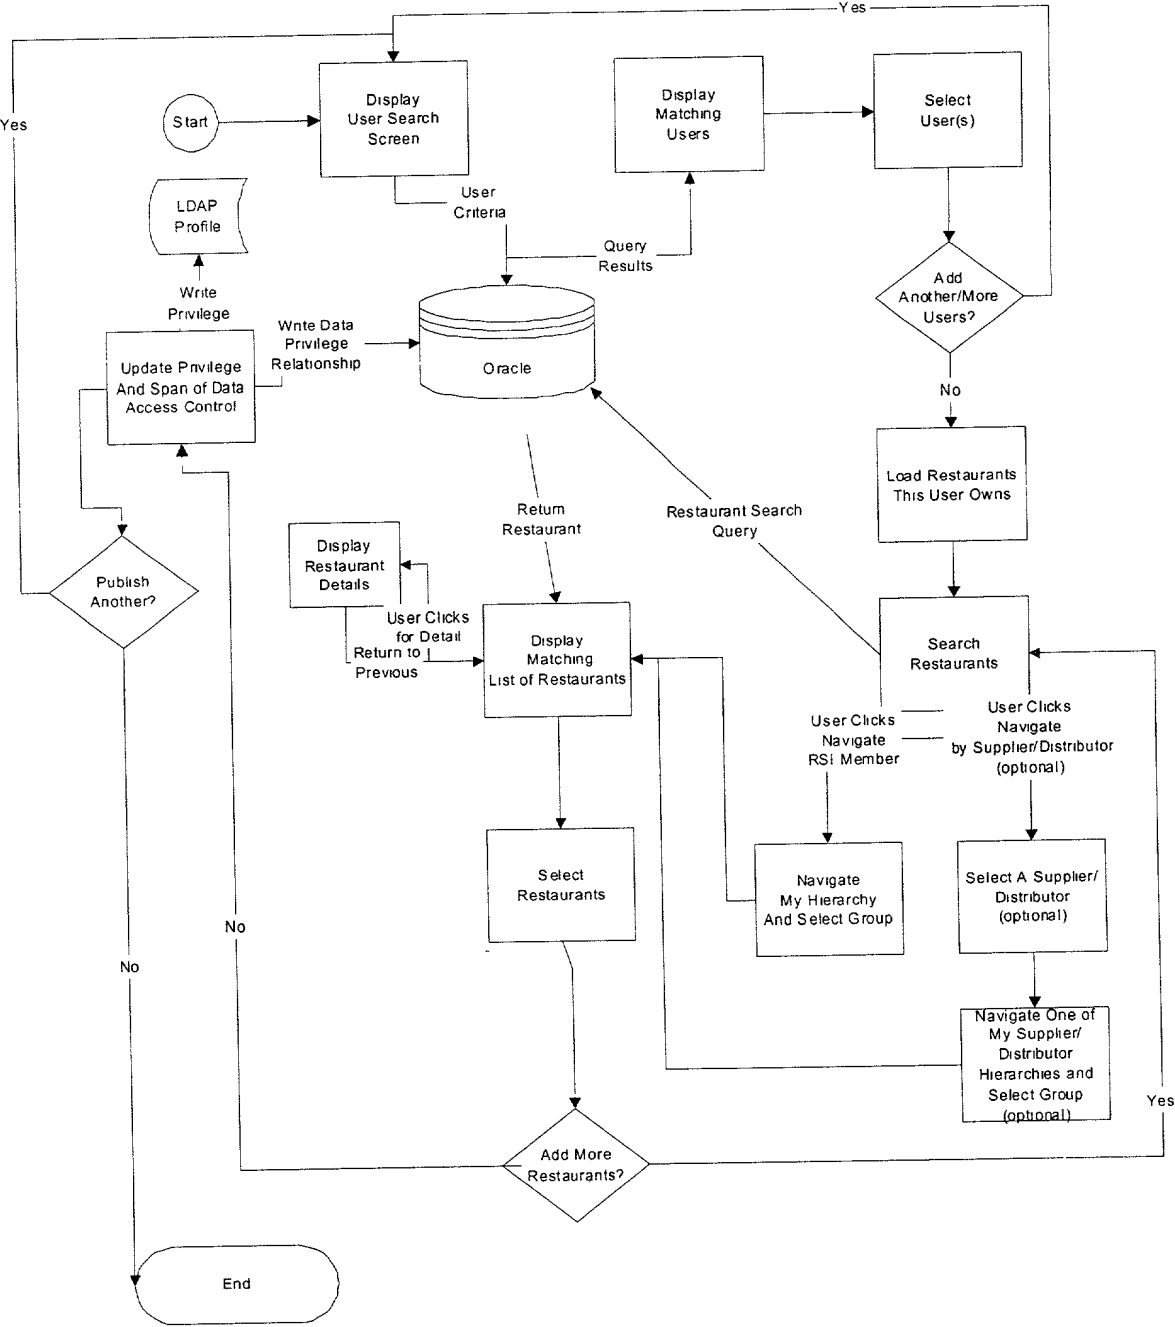 Yes
Yes
Start
Display
User Search
Screen
Display
Matching
Users
Select
User(s)
LDAP
Profile
User
Criteria
Query
Results
Write
Privilege
Add
Another/More
Users?
Write Data
Privilege
Relationship
Update Privilege
And Span of Data
Access Control
Oracle
No
Load Restaurants
This User Owns
Return
Restaurant
Restaurant Search
Query
Display
Restaurant
Details
Publish
Another?
User Clicks
for Detail
Return to
Previous
Display
Matching
List of Restaurants
Search
Restaurants
User Clicks
Navigate
RSI Member
User Clicks
Navigate
by Supplier/Distributor
(optional)
Select
Restaurants
Navigate
My Hierarchy
And Select Group
Select A Supplier/
Distributor
(optional)
No
No
Navigate One of
My Supplier/
Distributor
Hierarchies and
Select Group
(optional)
Yes
Add More
Restaurants?
End